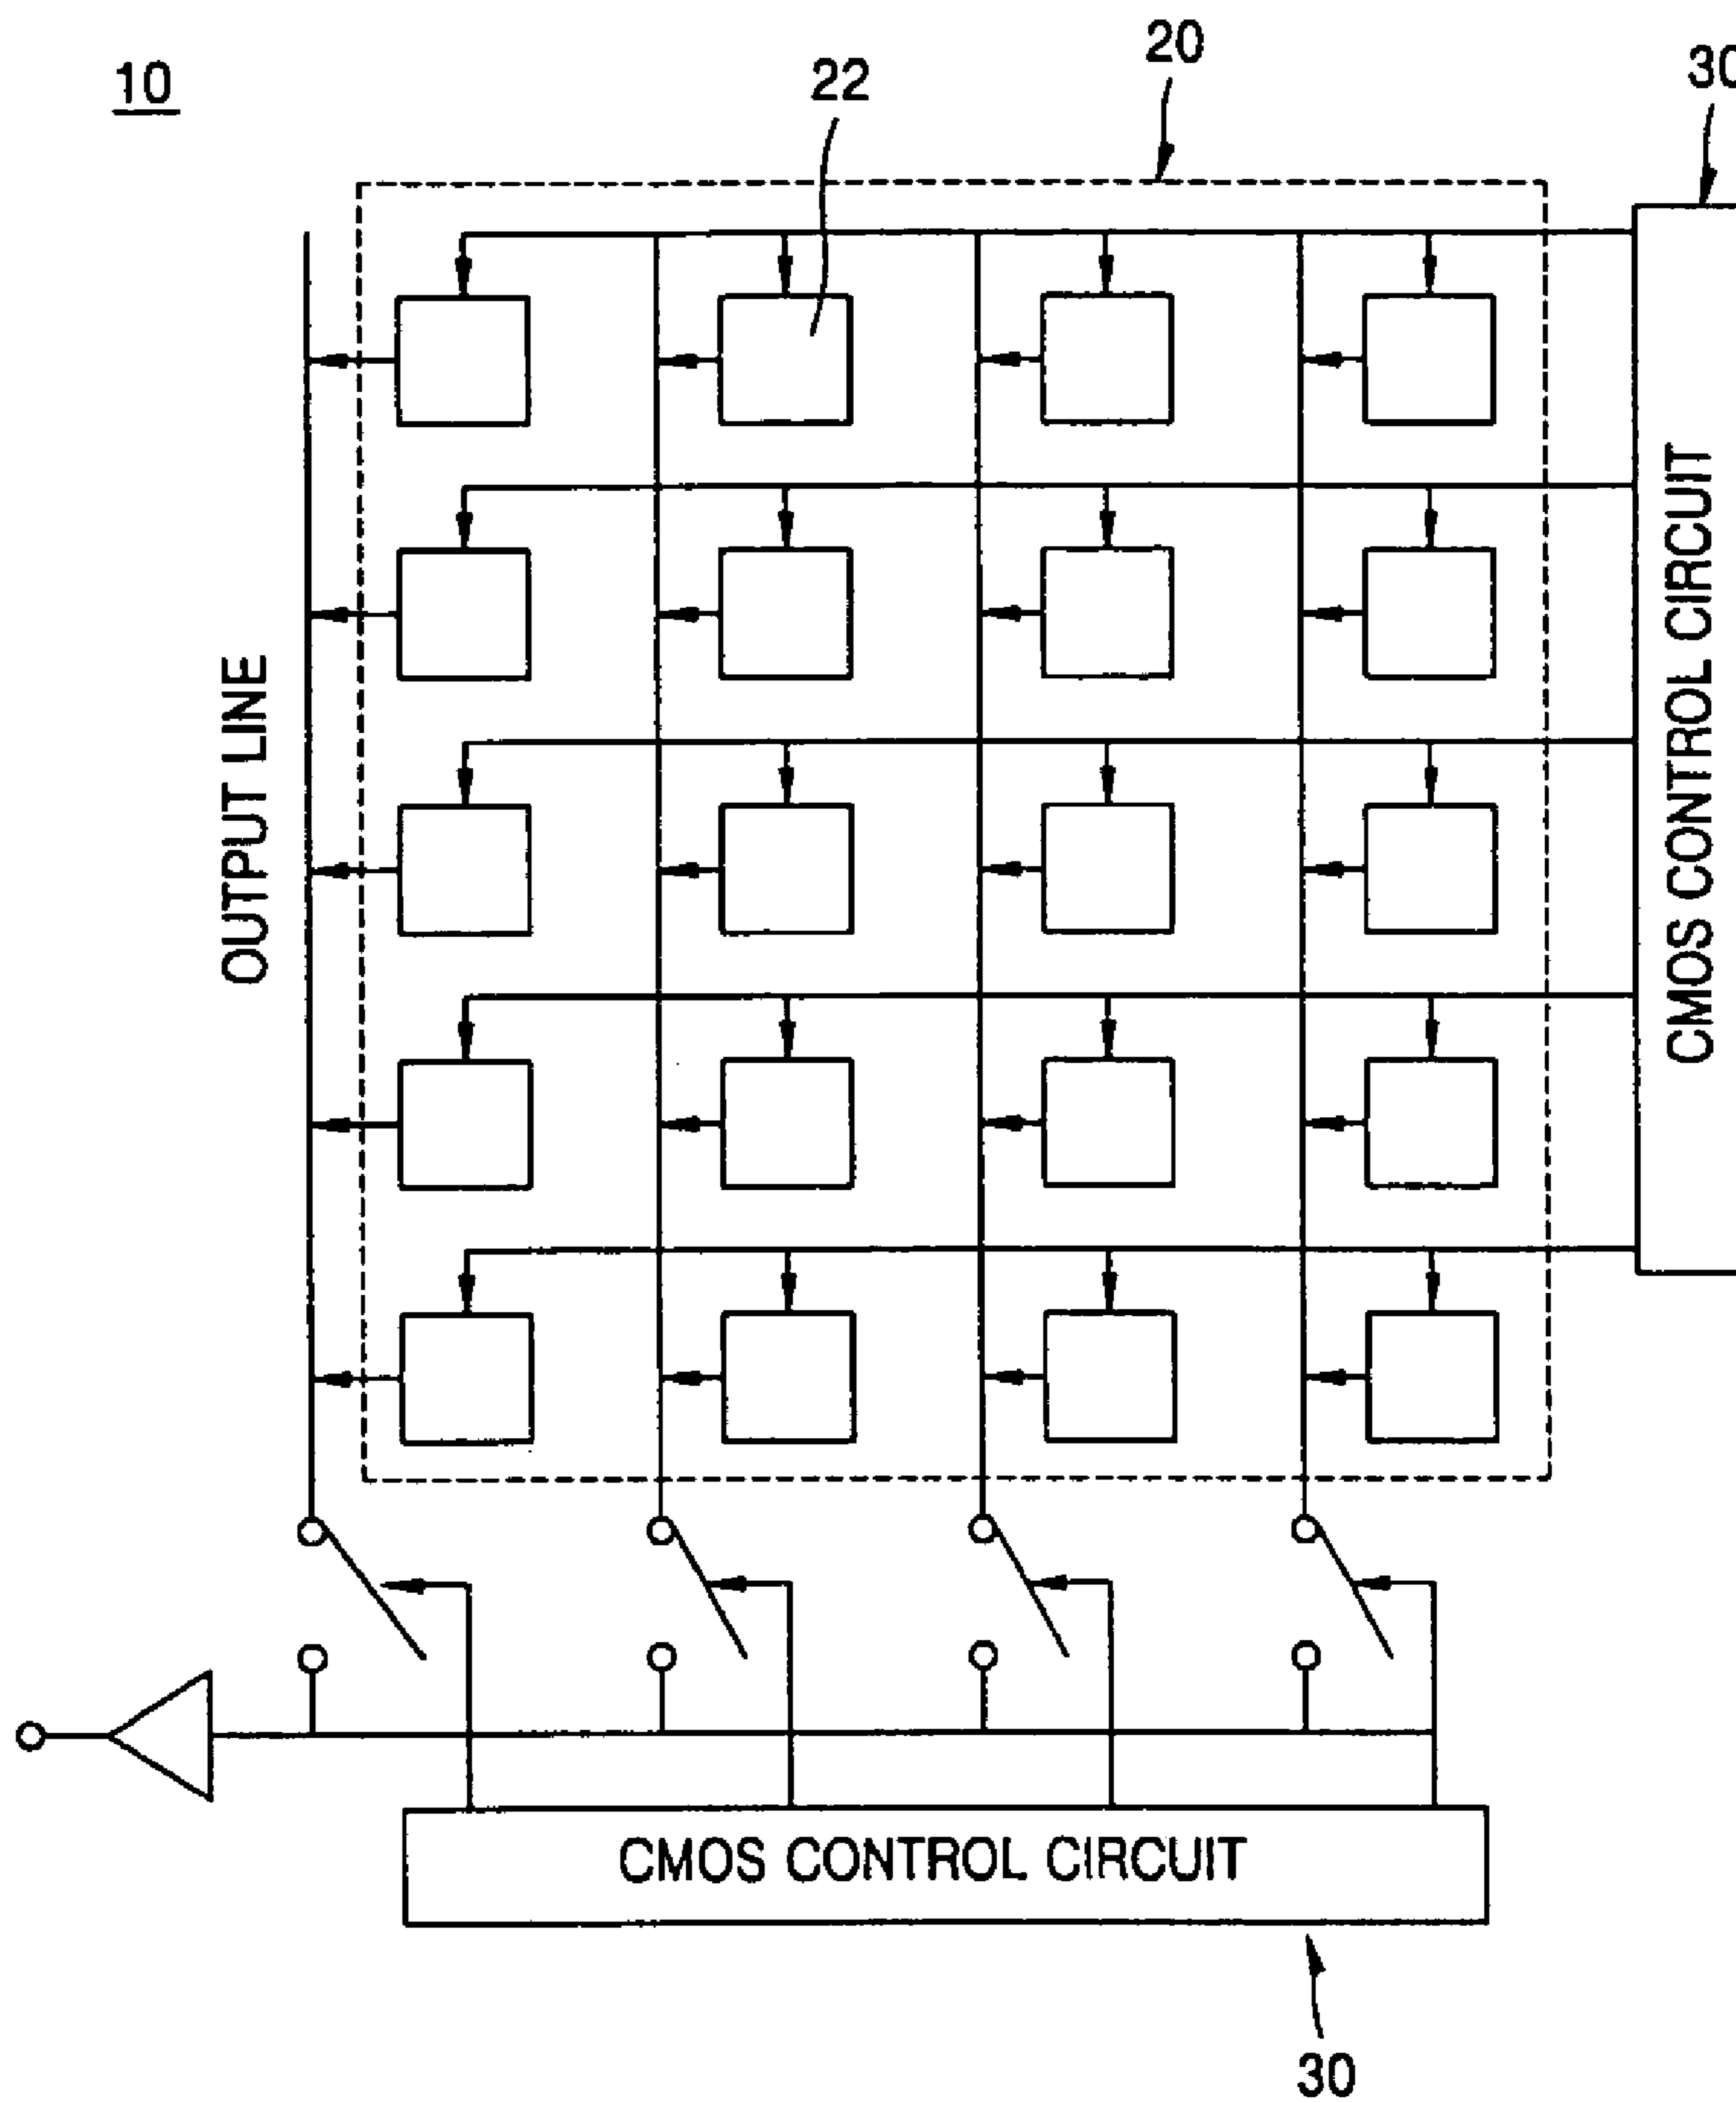 10
22
20
30
OUTPUT LINE
CMOS CONTROL CIRCUIT
CMOS CONTROL CIRCUIT
30